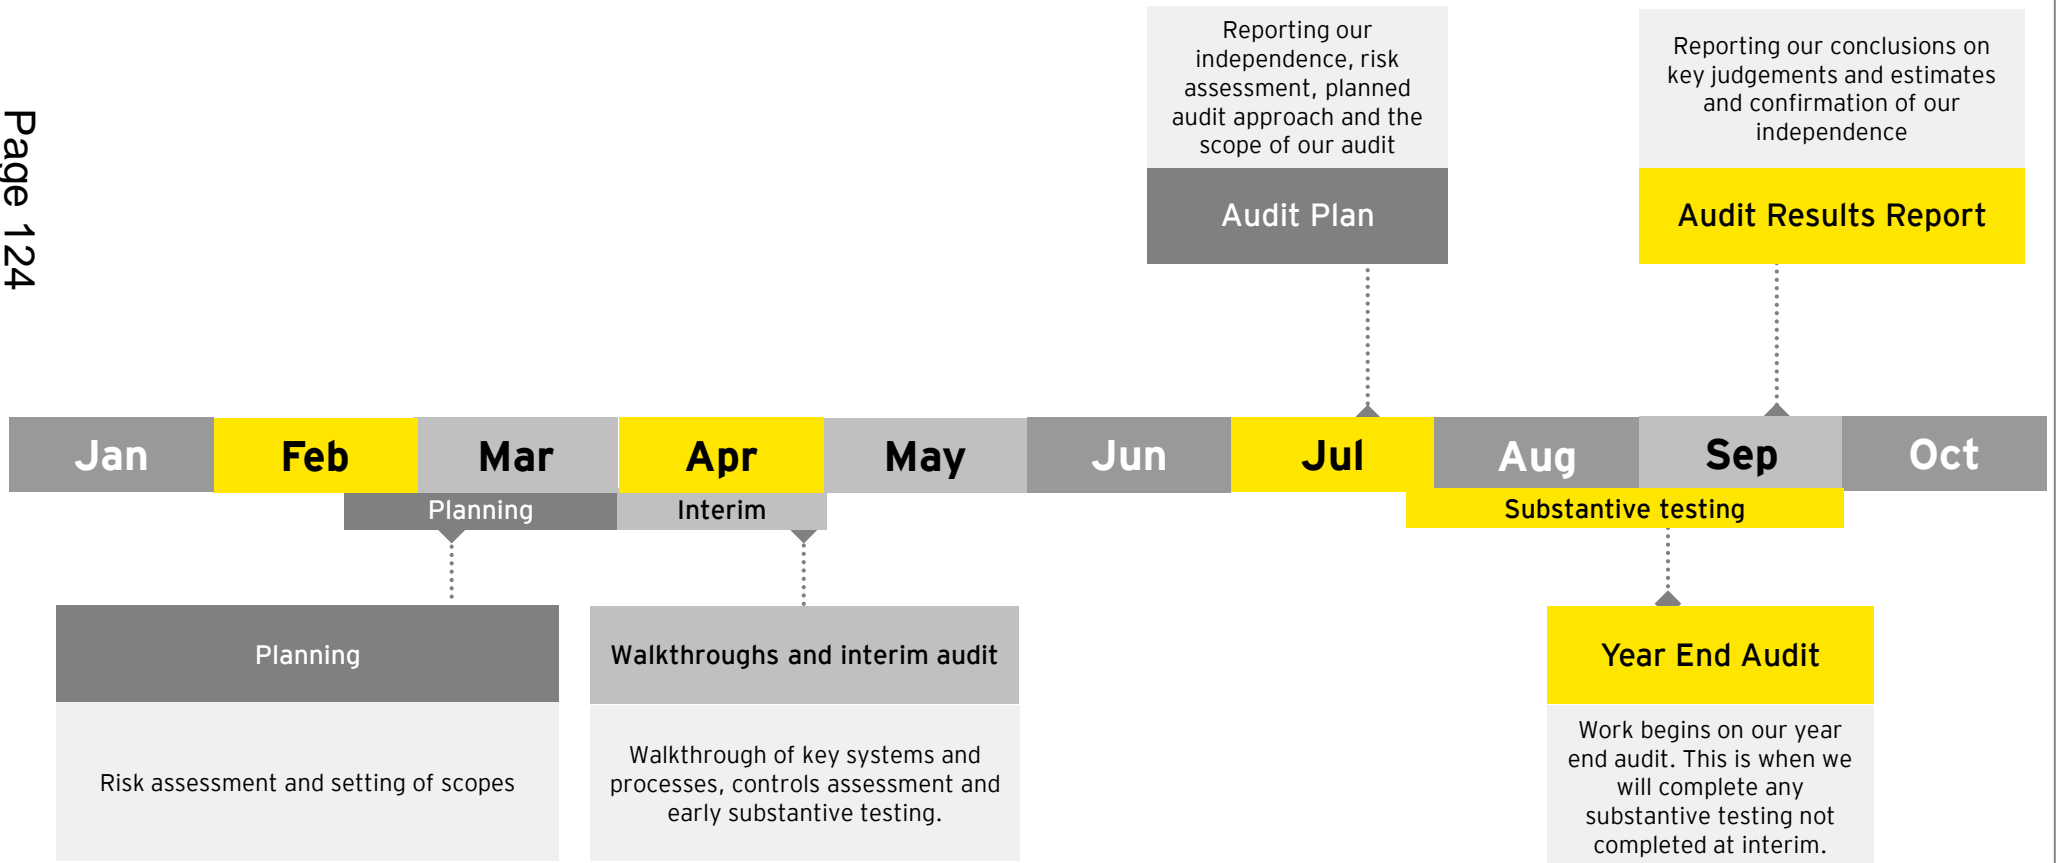 Page 124
Reporting our
independence, risk
assessment, planned
audit approach and the
scope of our audit
Audit Plan
Reporting our conclusions on
key judgements and estimates
and confirmation of our
independence
Audit Results Report
Jan
Feb
Mar
Apr
May
Jun
Jul
Aug
Sep
Oct
Planning
Interim
Substantive testing
Planning
Risk assessment and setting of scopes
Walkthroughs and interim audit
Walkthrough of key systems and
processes, controls assessment and
early substantive testing.
Year End Audit
Work begins on our year
end audit. This is when we
will complete any
substantive testing not
completed at interim.